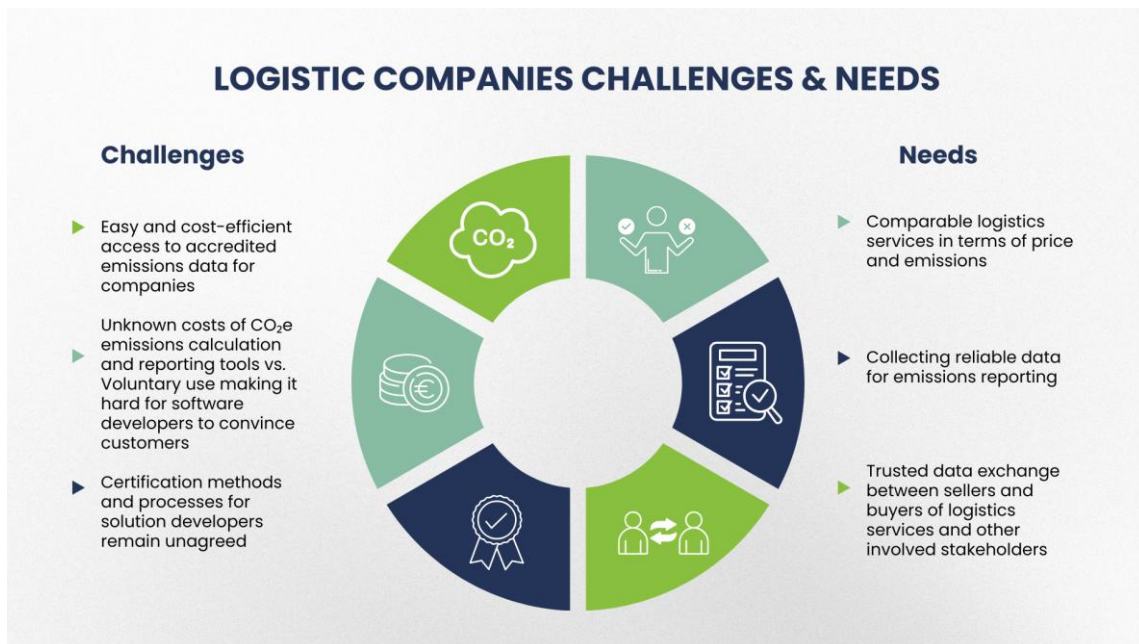 LOGISTIC COMPANIES CHALLENGES & NEEDS
Challenges
Easy and cost-efficient
access to accredited
emissions data for
companies
Unknown costs of CO₂e
emissions calculation
and reporting tools vs.
Voluntary use making it
hard for software
developers to convince
customers
Certification methods
and processes for
solution developers
remain unagreed
CO₂
€
Needs
Comparable logistics
services in terms of price
and emissions
Collecting reliable data
for emissions reporting
Trusted data exchange
between sellers and
buyers of logistics
services and other
involved stakeholders